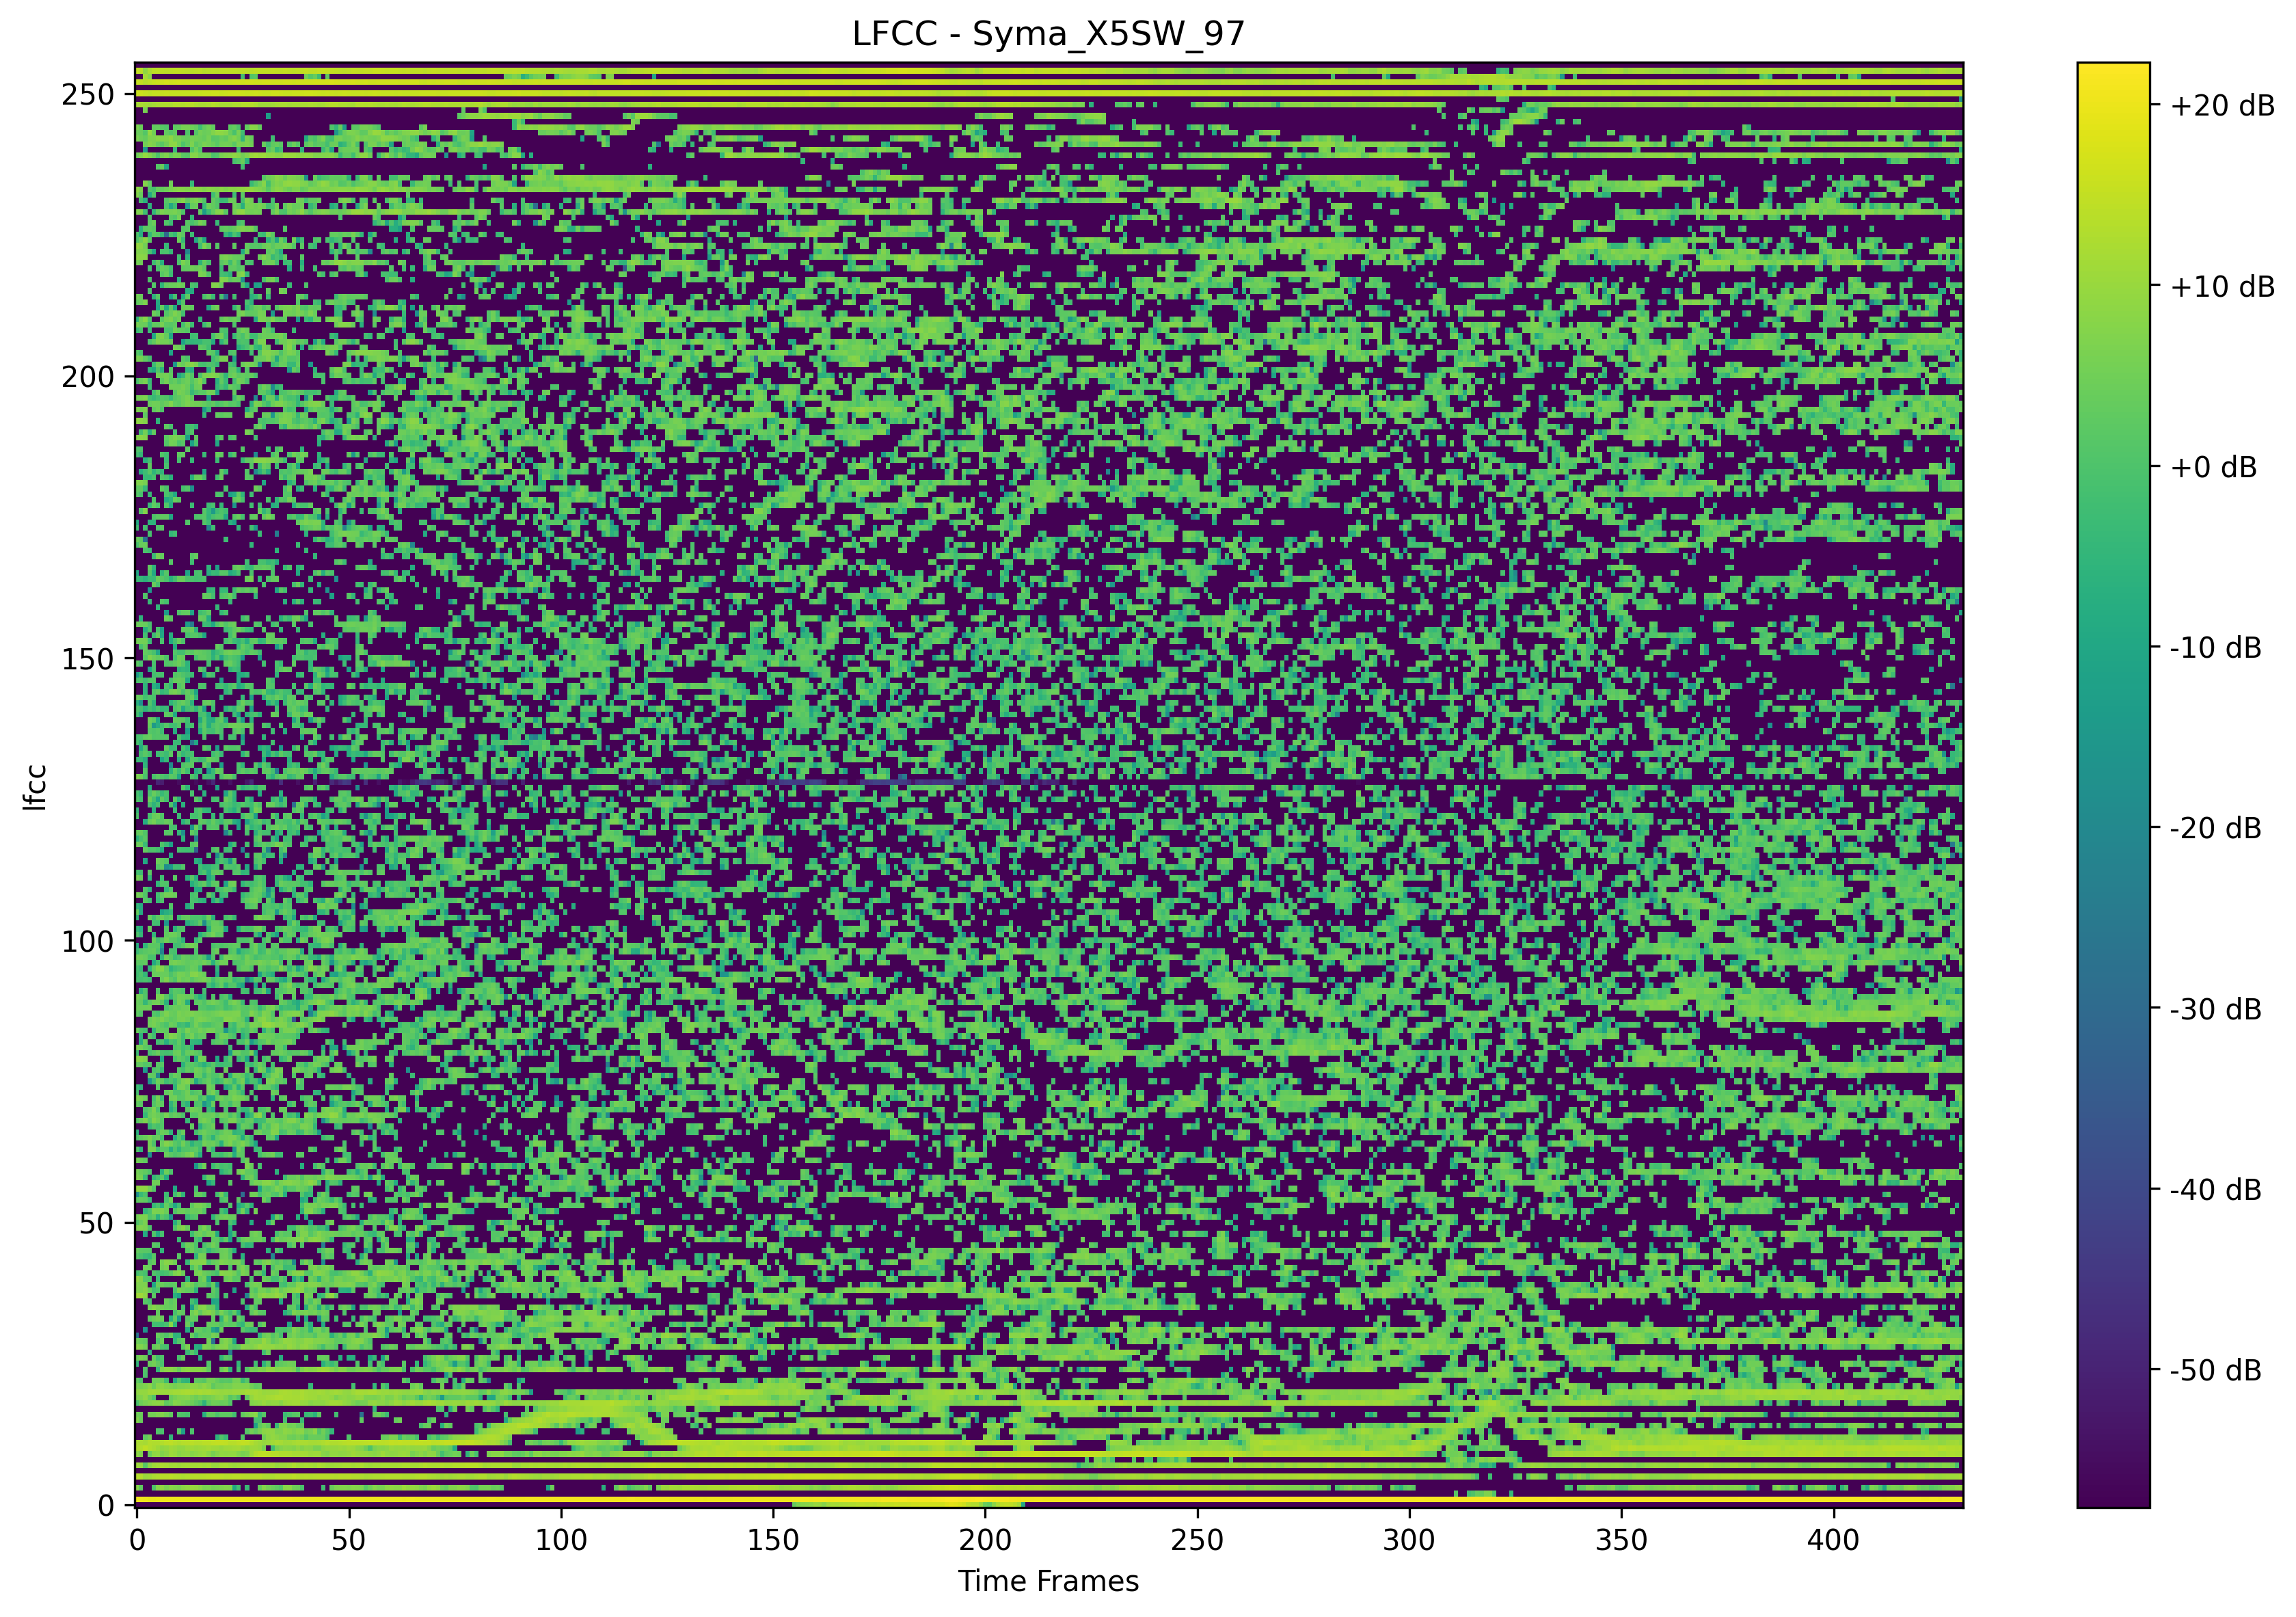 LFCC - Syma_X5SW_97
250
200
150
100
50
0
lfcc
0 50 100 150 200 250 300 350 400
Time Frames
+20 dB
+10 dB
+0 dB
-10 dB
-20 dB
-30 dB
-40 dB
-50 dB